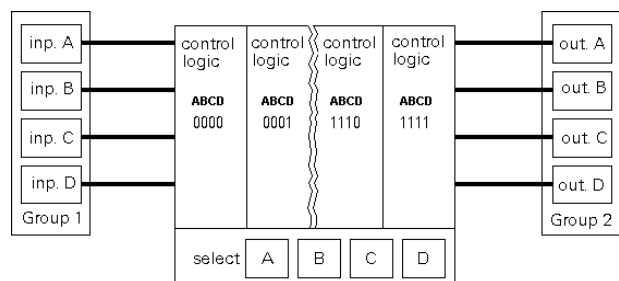 inp. A
inp. B
inp. C
inp. D
Group 1
control
logic
ABCD
0000
control
logic
ABCD
0001
control
logic
ABCD
1110
control
logic
ABCD
1111
select A B C D
out. A
out. B
out. C
out. D
Group 2